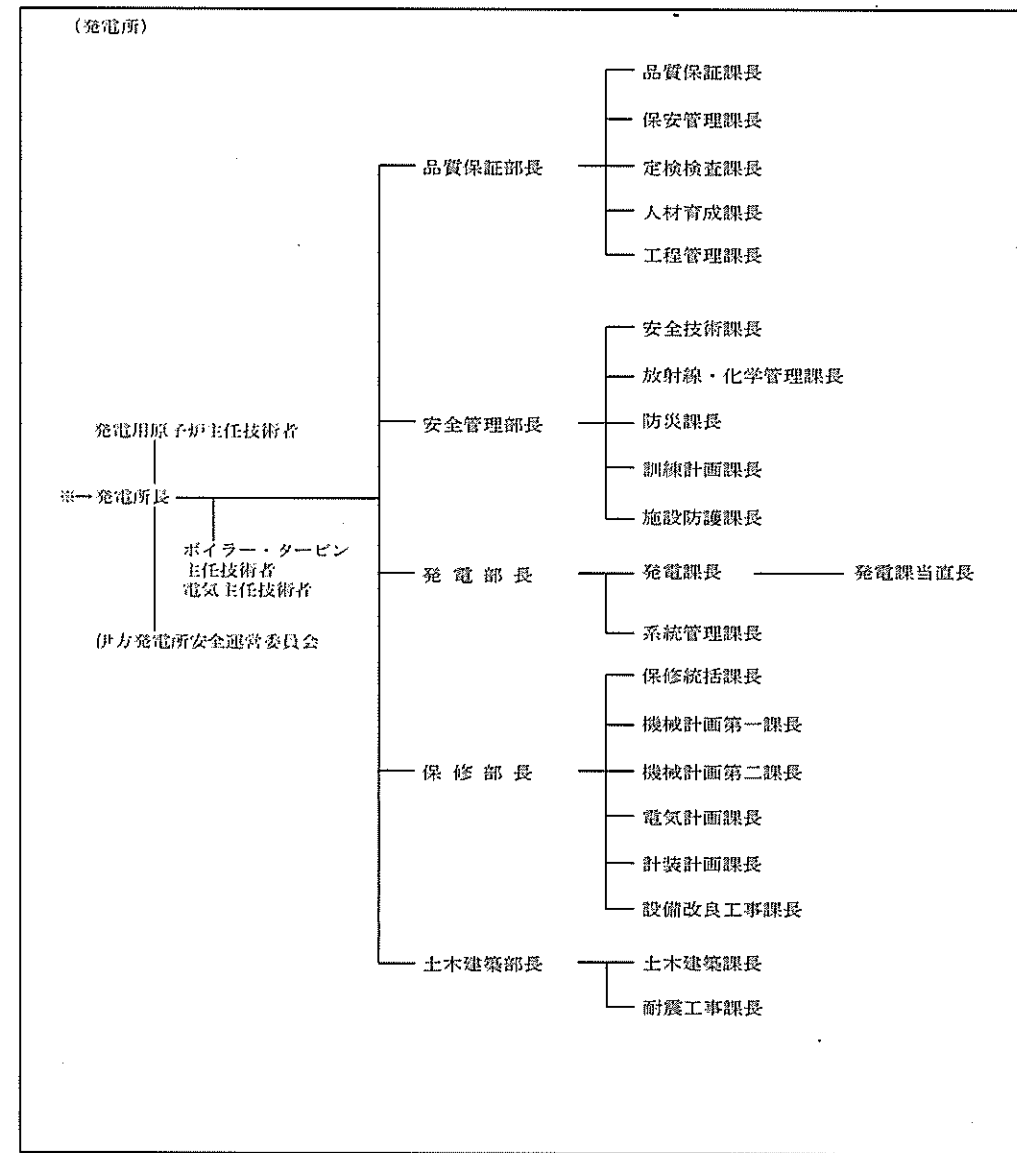 (発電所)
品質保証課長
保安管理課長
品質保証部長
定検検査課長
人材育成課長
工程管理課長
安全技術課長
放射線・化学管理課長
安全管理部長
防災課長
訓練計画課長
施設防護課長
発電用原子炉主任技術者
※→発電所長
ボイラー・タービン
主任技術者
電気主任技術者
伊方発電所安全運営委員会
発電部長
発電課長
発電課当直長
系統管理課長
保修統括課長
機械計画第一課長
保修部長
機械計画第二課長
電気計画課長
計装計画課長
設備改良工事課長
土木建築部長
土木建築課長
耐震工事課長